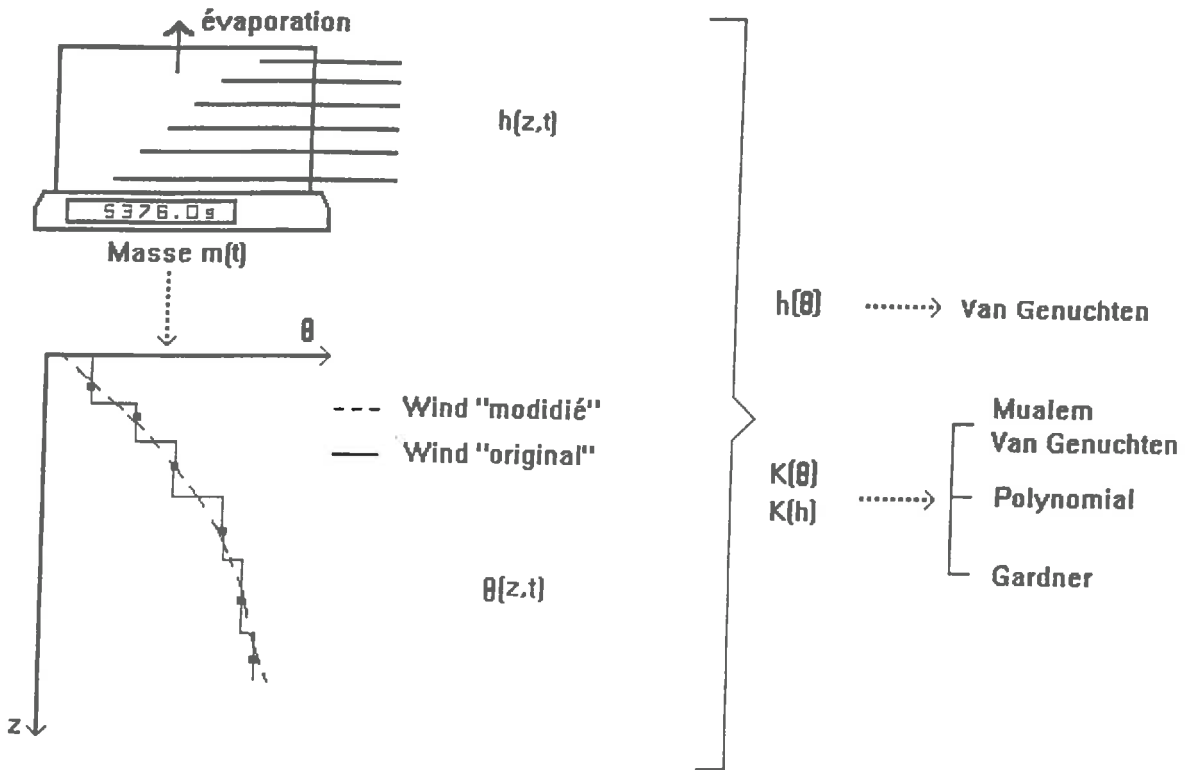 évaporation
h(z,t)
5376.0g
Masse m(t)
θ
Wind "modidié"
Wind "original"
θ(z,t)
z
h(θ)
Van Genuchten
K(θ)
K(h)
Mualem
Van Genuchten
Polynomial
Gardner